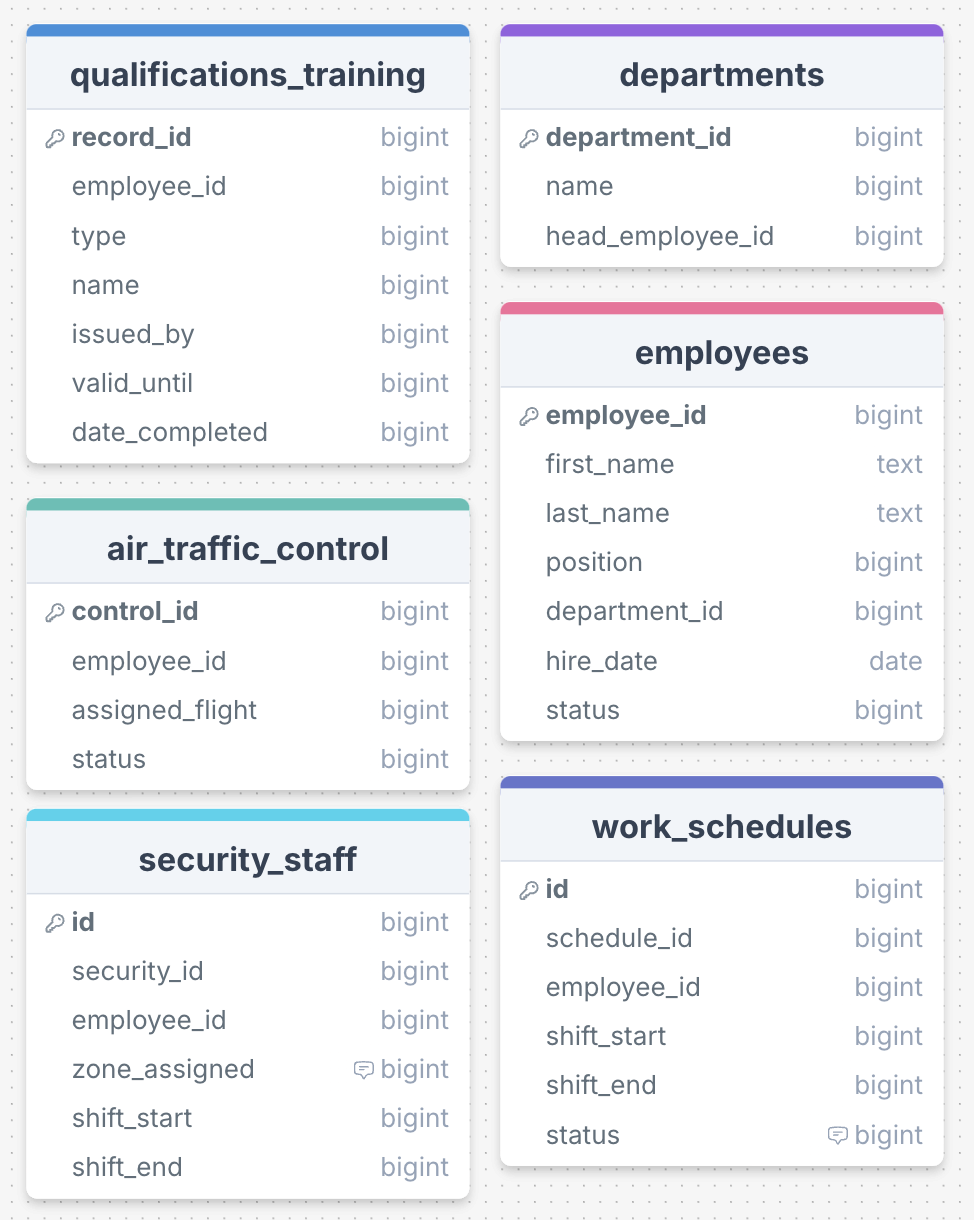 qualifications_training
record_id bigint
employee_id bigint
type bigint
name bigint
issued_by bigint
valid_until bigint
date_completed bigint
air_traffic_control
control_id bigint
employee_id bigint
assigned_flight bigint
status bigint
security_staff
id bigint
security_id bigint
employee_id bigint
zone_assigned bigint
shift_start bigint
shift_end bigint
departments
department_id bigint
name bigint
head_employee_id bigint
employees
employee_id bigint
first_name text
last_name text
position bigint
department_id bigint
hire_date date
status bigint
work_schedules
id bigint
schedule_id bigint
employee_id bigint
shift_start bigint
shift_end bigint
status bigint